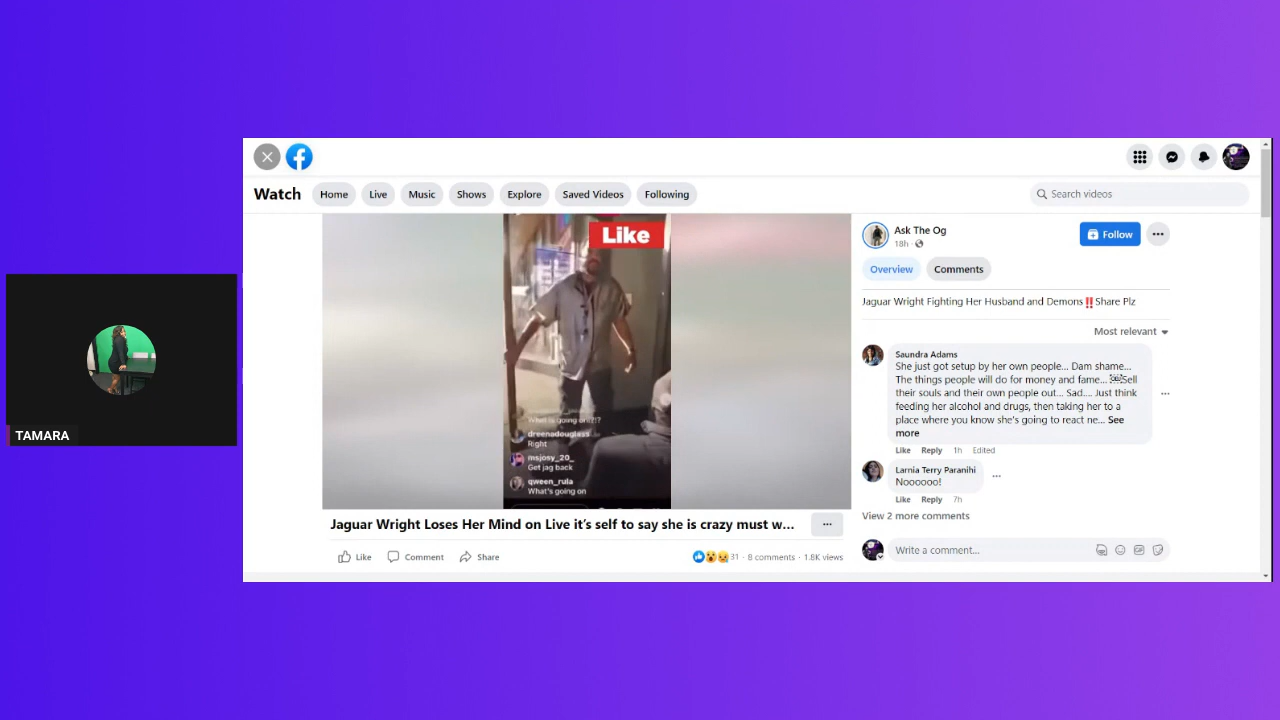 Watch
Home
Live
Music
Shows
Explore
Saved Videos
Following
Search videos
Like
What is going on?!?
dreenadouglass
Right
msjosy_20_
Get jag back
qween_rula
What's going on
Jaguar Wright Loses Her Mind on Live it's self to say she is crazy must w...
Like
Comment
Share
31 · 8 comments · 1.8K views
Ask The Og
18h ·
Follow
Overview
Comments
Jaguar Wright Fighting Her Husband and Demons‼️Share Plz
Most relevant
Saundra Adams
She just got setup by her own people... Dam shame...
The things people will do for money and fame... Sell
their souls and their own people out... Sad.... Just think
feeding her alcohol and drugs, then taking her to a
place where you know she's going to react ne... See
more
Like Reply 1h Edited
Larnia Terry Paranihi
Noooooo!
Like Reply 7h
View 2 more comments
Write a comment...
TAMARA